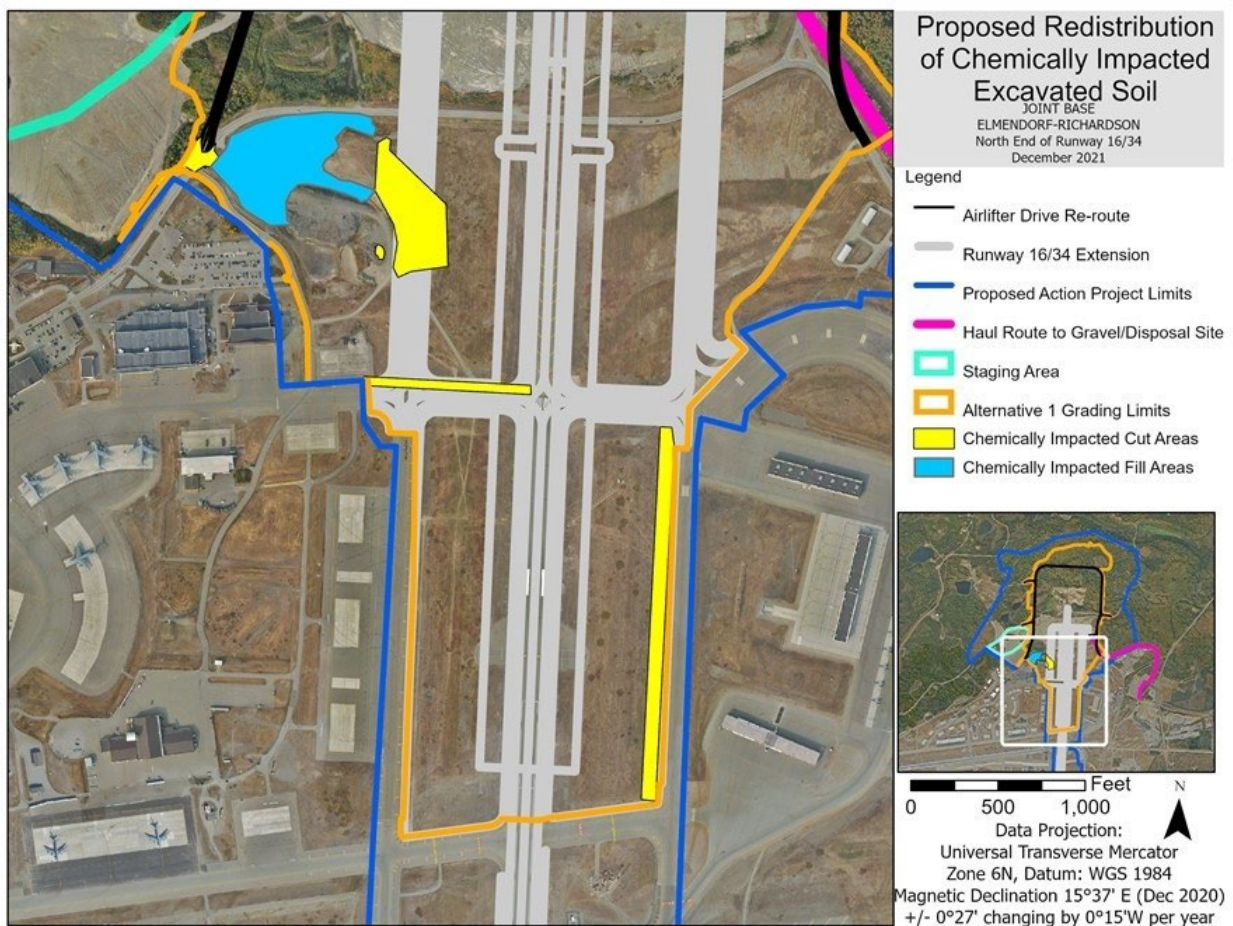 Proposed Redistribution
of Chemically Impacted
Excavated Soil
JOINT BASE
ELMENDORF-RICHARDSON
North End of Runway 16/34
December 2021
Legend
Airlifter Drive Re-route
Runway 16/34 Extension
Proposed Action Project Limits
Haul Route to Gravel/Disposal Site
Staging Area
Alternative 1 Grading Limits
Chemically Impacted Cut Areas
Chemically Impacted Fill Areas
Feet
0 500 1,000
N
Data Projection:
Universal Transverse Mercator
Zone 6N, Datum: WGS 1984
Magnetic Declination 15°37' E (Dec 2020)
+/- 0°27' changing by 0°15'W per year